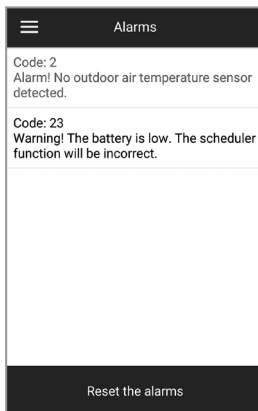 Alarms
Code: 2
Alarm! No outdoor air temperature sensor
detected.
Code: 23
Warning! The battery is low. The scheduler
function will be incorrect.
Reset the alarms